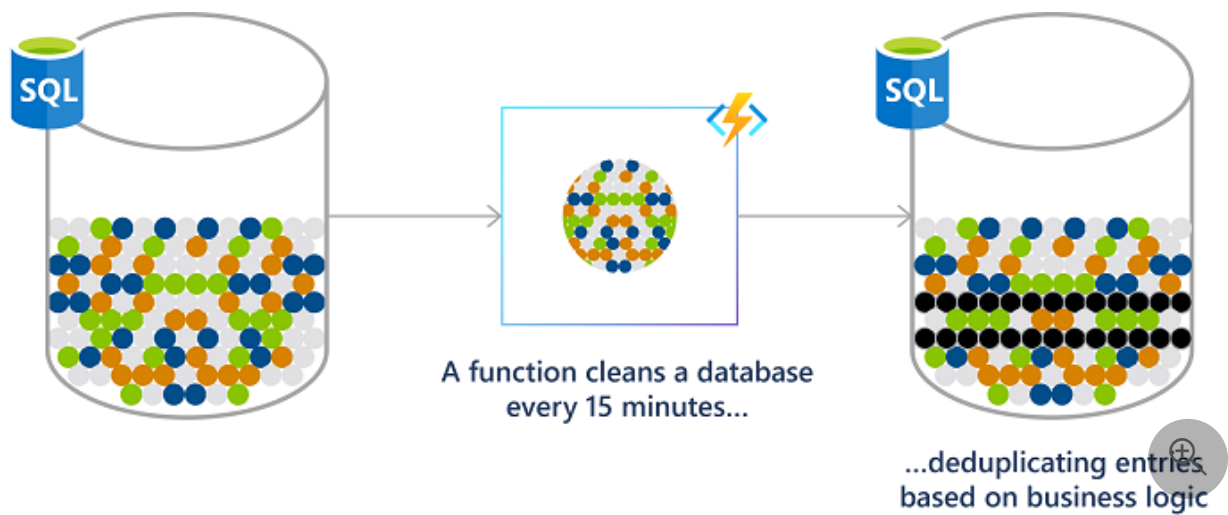 SQL
SQL
A function cleans a database
every 15 minutes...
...deduplicating entries
based on business logic